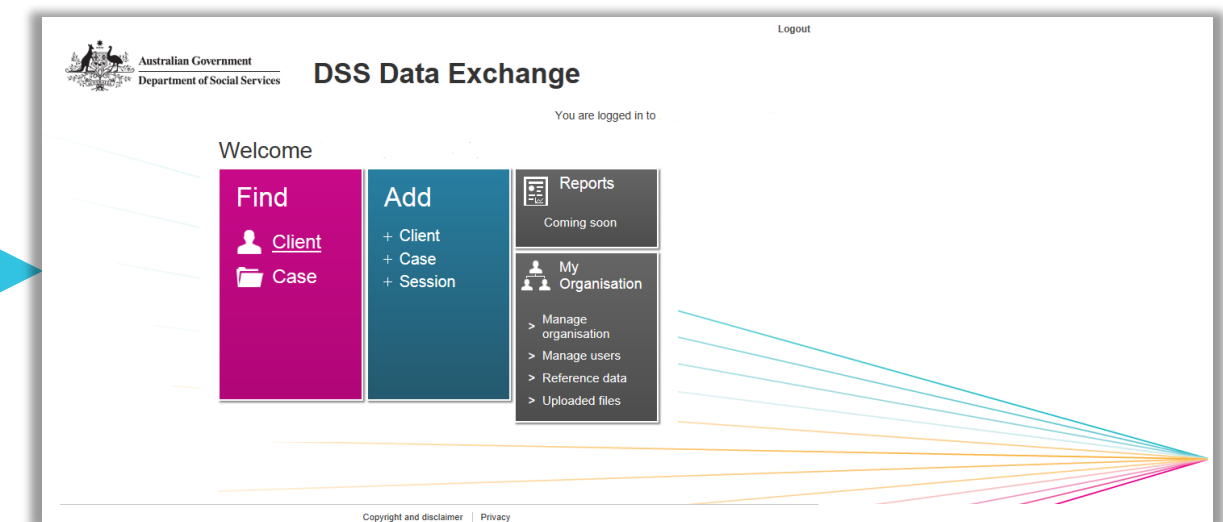 Logout
Australian Government
Department of Social Services
DSS Data Exchange
You are logged in to
Welcome
Find
Client
Case
Add
+ Client
+ Case
+ Session
Reports
Coming soon
My
Organisation
> Manage
organisation
> Manage users
> Reference data
> Uploaded files
Copyright and disclaimer | Privacy